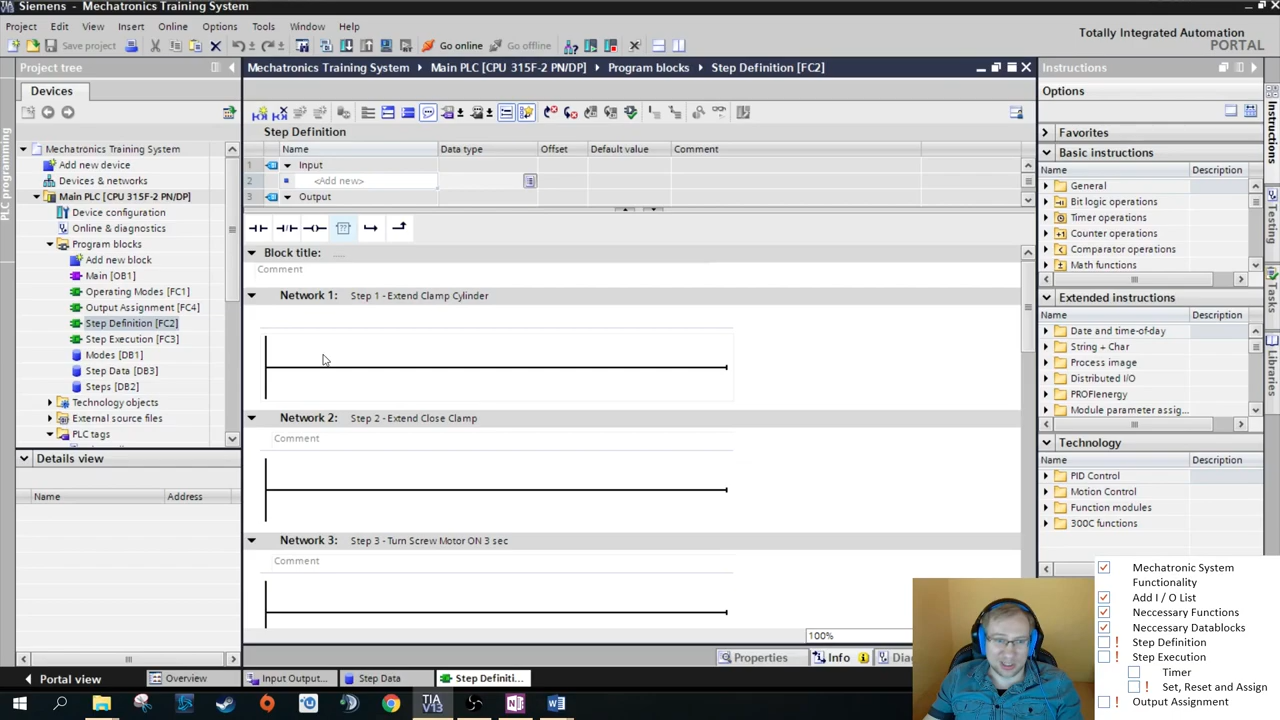 Siemens - Mechatronics Training System
Project Edit View Insert Online Options Tools Window Help
Save project Go online Go offline
Totally Integrated Automation
PORTAL
Project tree
Mechatronics Training System Main PLC [CPU 315F-2 PN/DP] Program blocks Step Definition [FC2]
Instructions
Devices
Options
PLC programming
Mechatronics Training System
Add new device
Devices & networks
Main PLC [CPU 315F-2 PN/DP]
Device configuration
Online & diagnostics
Program blocks
Add new block
Main [OB1]
Operating Modes [FC1]
Output Assignment [FC4]
Step Definition [FC2]
Step Execution [FC3]
Modes [DB1]
Step Data [DB3]
Steps [DB2]
Technology objects
External source files
PLC tags
Details view
Name Address
Step Definition
Name Data type Offset Default value Comment
1 Input
2 <Add new>
3 Output
Block title:
Comment
Network 1: Step 1 - Extend Clamp Cylinder
Network 2: Step 2 - Extend Close Clamp
Comment
Network 3: Step 3 - Turn Screw Motor ON 3 sec
Comment
100%
Properties Info
Favorites
Basic instructions
Name Description
General
Bit logic operations
Timer operations
Counter operations
Comparator operations
Math functions
Extended instructions
Name Description
Date and time-of-day
String + Char
Process image
Distributed I/O
PROFIenergy
Module parameter assig...
Technology
Name Description
PID Control
Motion Control
Function modules
300C functions
Instructions
Testing
Tasks
Libraries
Mechatronic System
Functionality
Add I / O List
Neccessary Functions
Neccessary Datablocks
! Step Definition
! Step Execution
Timer
! Set, Reset and Assign
! Output Assignment
Portal view Overview Input Output... Step Data Step Definiti...